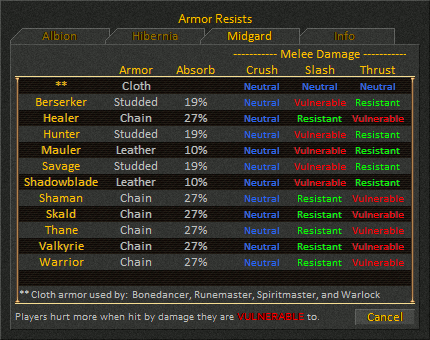 Armor Resists
Albion Hibernia Midgard Info
----------- Melee Damage -----------
Armor Absorb Crush Slash Thrust
** Cloth Neutral Neutral Neutral
Berserker Studded 19% Neutral Vulnerable Resistant
Healer Chain 27% Neutral Resistant Vulnerable
Hunter Studded 19% Neutral Vulnerable Resistant
Mauler Leather 10% Neutral Vulnerable Resistant
Savage Studded 19% Neutral Vulnerable Resistant
Shadowblade Leather 10% Neutral Vulnerable Resistant
Shaman Chain 27% Neutral Resistant Vulnerable
Skald Chain 27% Neutral Resistant Vulnerable
Thane Chain 27% Neutral Resistant Vulnerable
Valkyrie Chain 27% Neutral Resistant Vulnerable
Warrior Chain 27% Neutral Resistant Vulnerable
** Cloth armor used by: Bonedancer, Runemaster, Spiritmaster, and Warlock
Players hurt more when hit by damage they are VULNERABLE to. Cancel